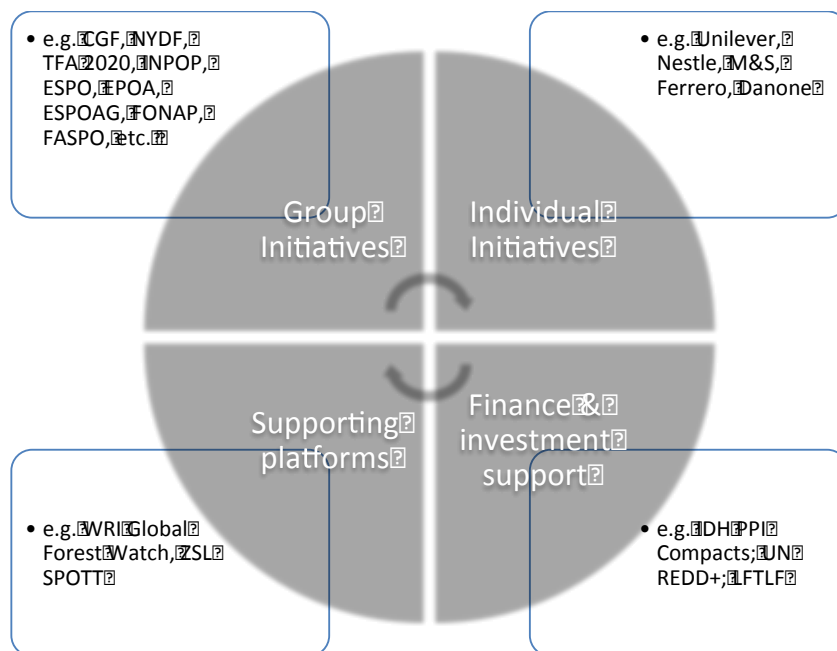 • e.g. CGF, NYDF,
TFA 2020, INPOP,
ESPO, EPOA,
ESPOAG, FONAP,
FASPO, etc.
• e.g. Unilever,
Nestle, M&S,
Ferrero, Danone
Group
Initiatives
Individual
Initiatives
Supporting
platforms
Finance &
investment
support
• e.g. WRI Global
Forest Watch, ZSL
SPOTT
• e.g. IDH PPI
Compacts; UN
REDD+; LFTLF